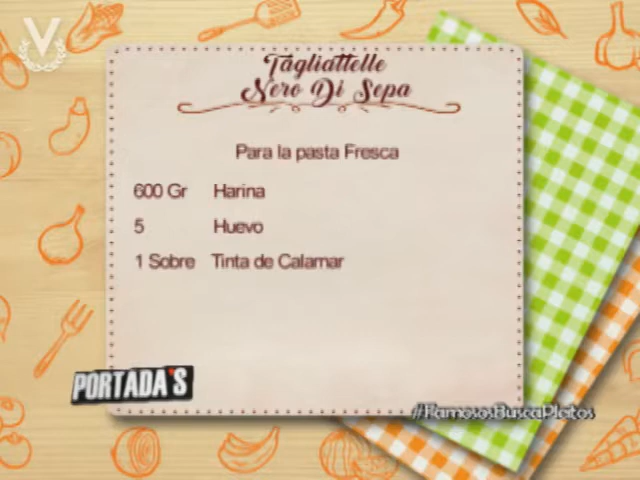 V
Tagliattelle
Nero Di Sepa
Para la pasta Fresca
600 Gr Harina
5 Huevo
1 Sobre Tinta de Calamar
PORTADA'S
#FamososBuscaPleitos